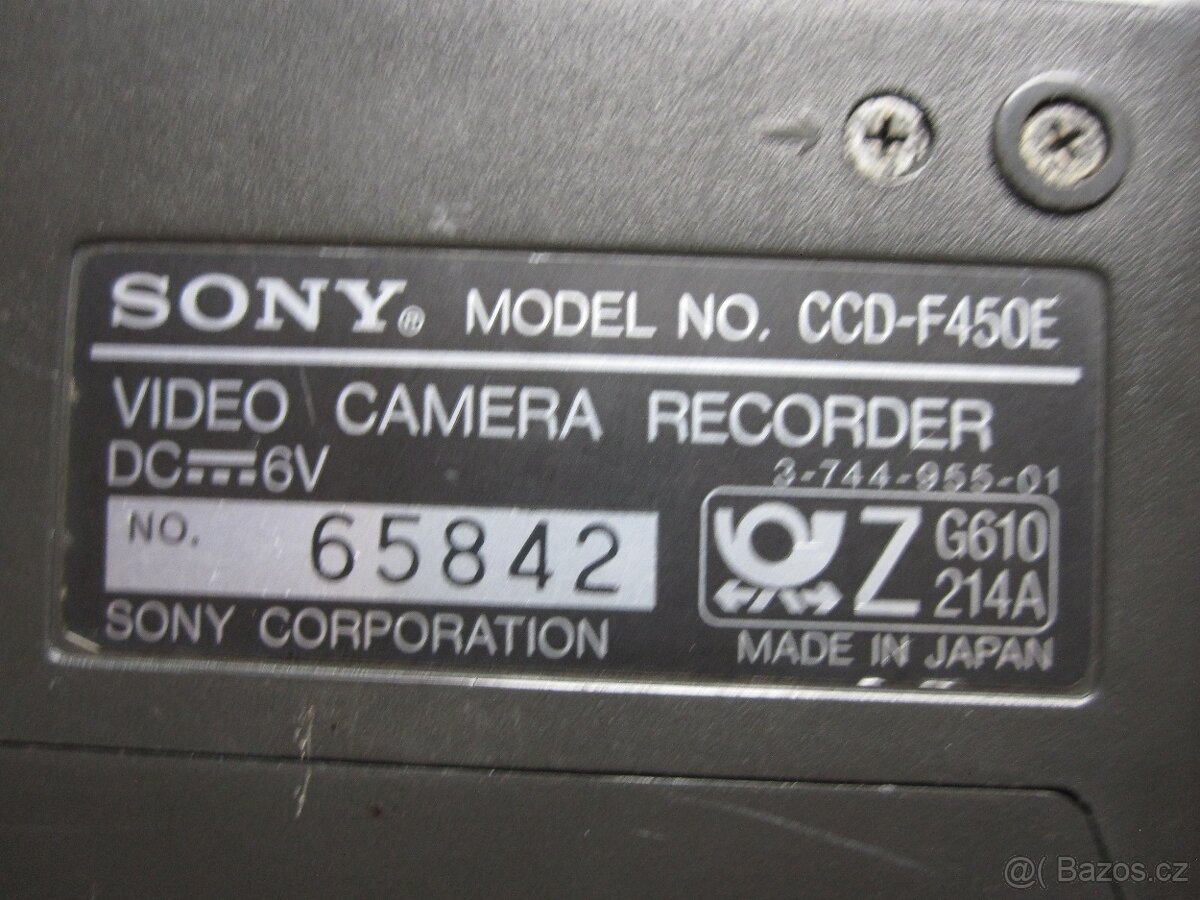 SONY® MODEL NO. CCD-F450E
VIDEO CAMERA RECORDER
DC 6V
3-744-955-01
NO. 65842
Z G610
214A
SONY CORPORATION
MADE IN JAPAN
@( Bazos.cz